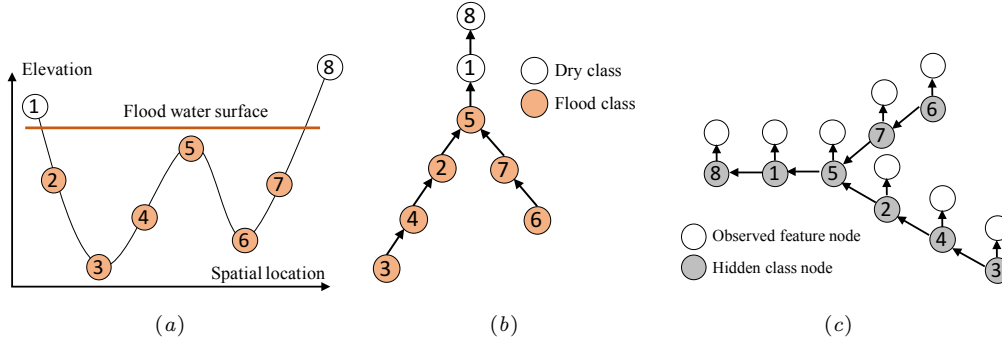 Elevation
1
2
3
4
5
6
7
8
Flood water surface
Spatial location
(a)
8
1
5
2
7
4
6
3
Dry class
Flood class
(b)
6
7
8
1
5
2
4
3
Observed feature node
Hidden class node
(c)